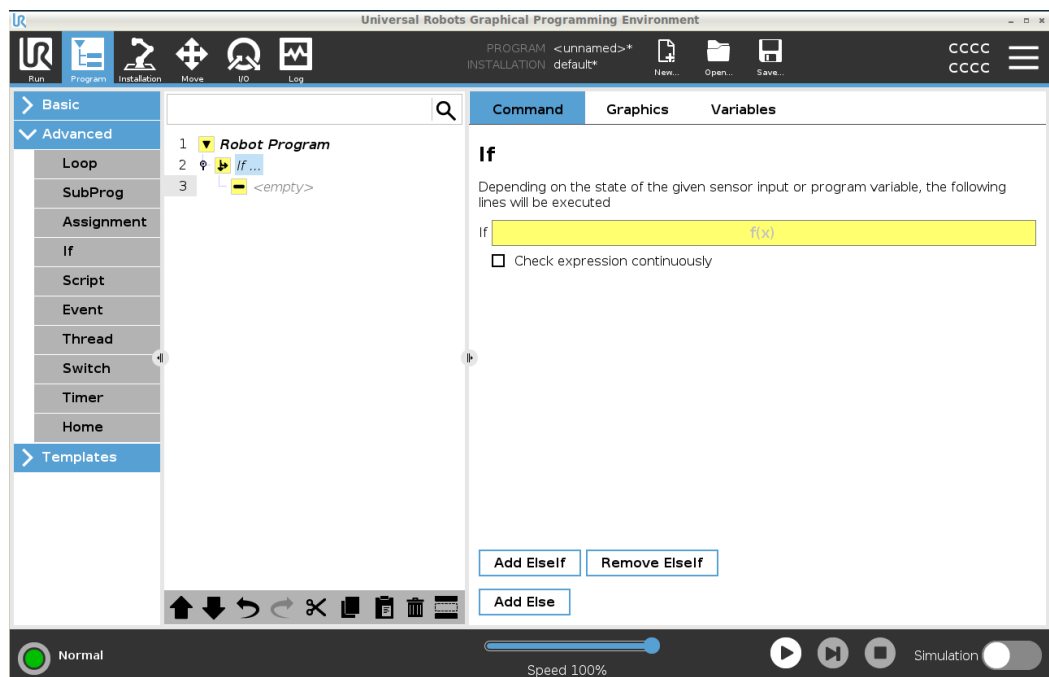 UR
Universal Robots Graphical Programming Environment
UR
PROGRAM <unnamed>*
INSTALLATION default*
CCCC
CCCC
Run
Program
Installation
Move
I/O
Log
New...
Open...
Save...
Basic
Advanced
Loop
SubProg
Assignment
If
Script
Event
Thread
Switch
Timer
Home
Templates
1 Robot Program
2 If ...
3 <empty>
Command
Graphics
Variables
If
Depending on the state of the given sensor input or program variable, the following
lines will be executed
If f(x)
Check expression continuously
Add ElseIf
Remove ElseIf
Add Else
Normal
Speed 100%
Simulation